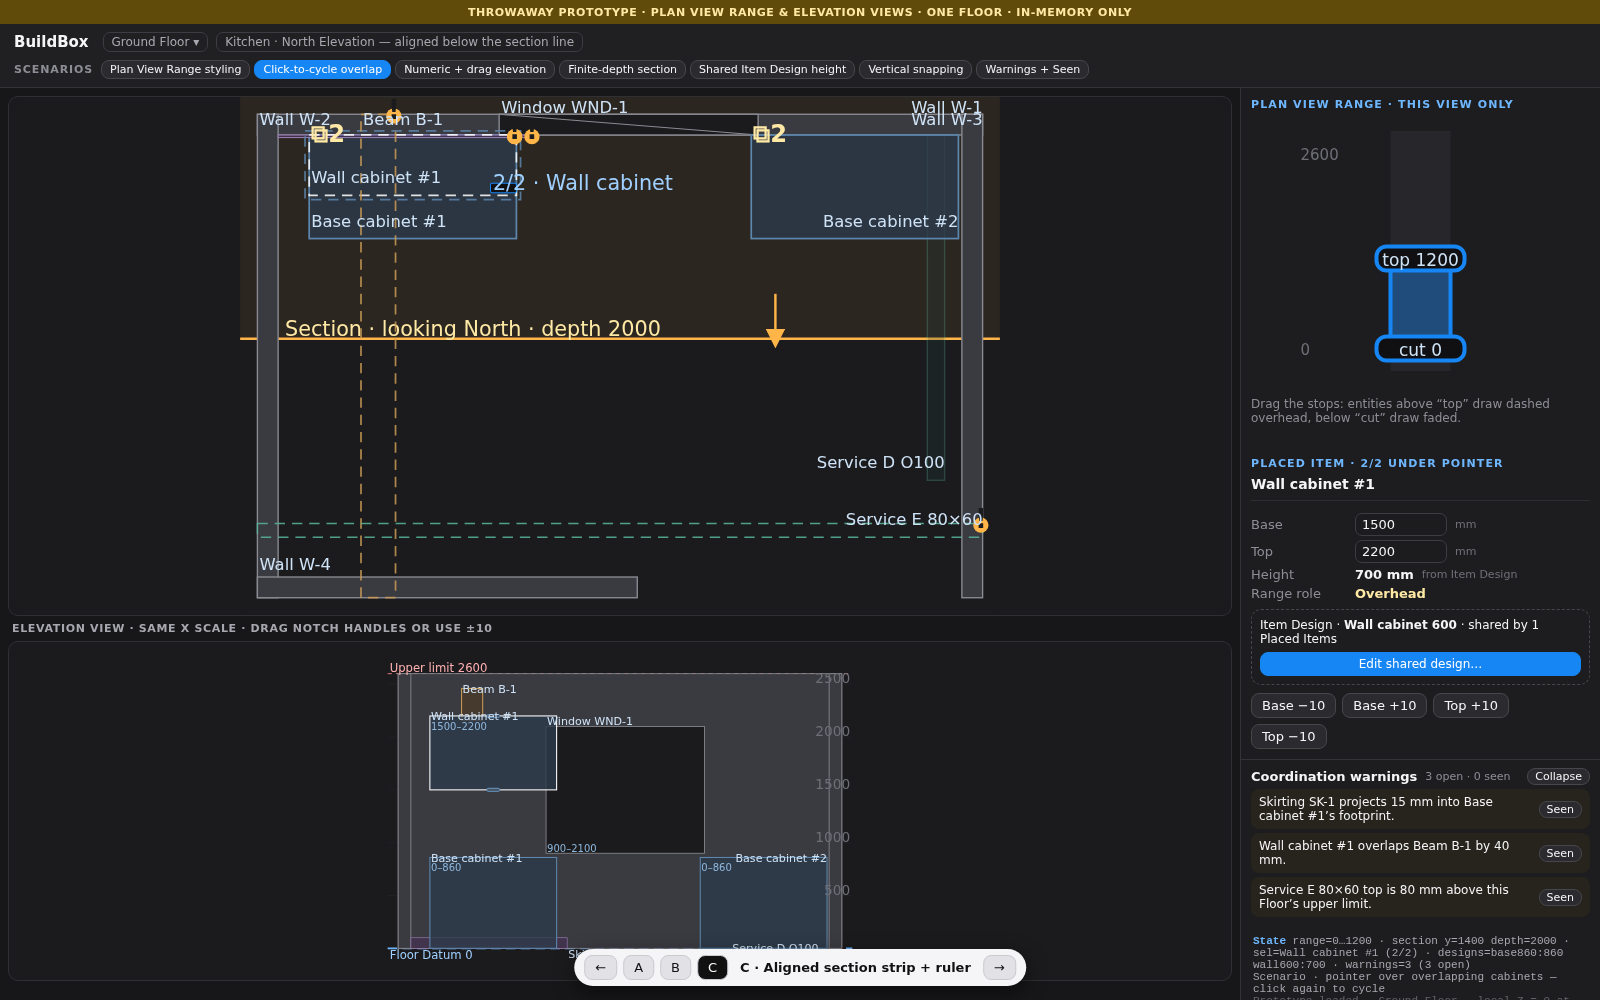 THROWAWAY PROTOTYPE · PLAN VIEW RANGE & ELEVATION VIEWS · ONE FLOOR · IN-MEMORY ONLY
BuildBox
Ground Floor ▾
Kitchen · North Elevation — aligned below the section line
SCENARIOS
Plan View Range styling
Click-to-cycle overlap
Numeric + drag elevation
Finite-depth section
Shared Item Design height
Vertical snapping
Warnings + Seen
Wall W-2
Beam B-1
Window WND-1
Wall W-1
Wall W-3
2
2
Wall cabinet #1
2/2 · Wall cabinet
Base cabinet #1
Base cabinet #2
Section · looking North · depth 2000
Service D O100
Service E 80×60
Wall W-4
ELEVATION VIEW · SAME X SCALE · DRAG NOTCH HANDLES OR USE ±10
Upper limit 2600
2500
Beam B-1
Wall cabinet #1
1500–2200
Window WND-1
2000
1500
1000
900–2100
Base cabinet #1
0–860
Base cabinet #2
0–860
500
Service D O100
Floor Datum 0
←
A
B
C
C · Aligned section strip + ruler
→
PLAN VIEW RANGE · THIS VIEW ONLY
2600
top 1200
0
cut 0
Drag the stops: entities above “top” draw dashed
overhead, below “cut” draw faded.
PLACED ITEM · 2/2 UNDER POINTER
Wall cabinet #1
Base 1500 mm
Top 2200 mm
Height 700 mm from Item Design
Range role Overhead
Item Design · Wall cabinet 600 · shared by 1
Placed Items
Edit shared design…
Base −10
Base +10
Top +10
Top −10
Coordination warnings 3 open · 0 seen Collapse
Skirting SK-1 projects 15 mm into Base
cabinet #1’s footprint.
Seen
Wall cabinet #1 overlaps Beam B-1 by 40
mm.
Seen
Service E 80×60 top is 80 mm above this
Floor’s upper limit.
Seen
State range=0…1200 · section y=1400 depth=2000 ·
sel=Wall cabinet #1 (2/2) · designs=base860:860
wall600:700 · warnings=3 (3 open)
Scenario · pointer over overlapping cabinets —
click again to cycle